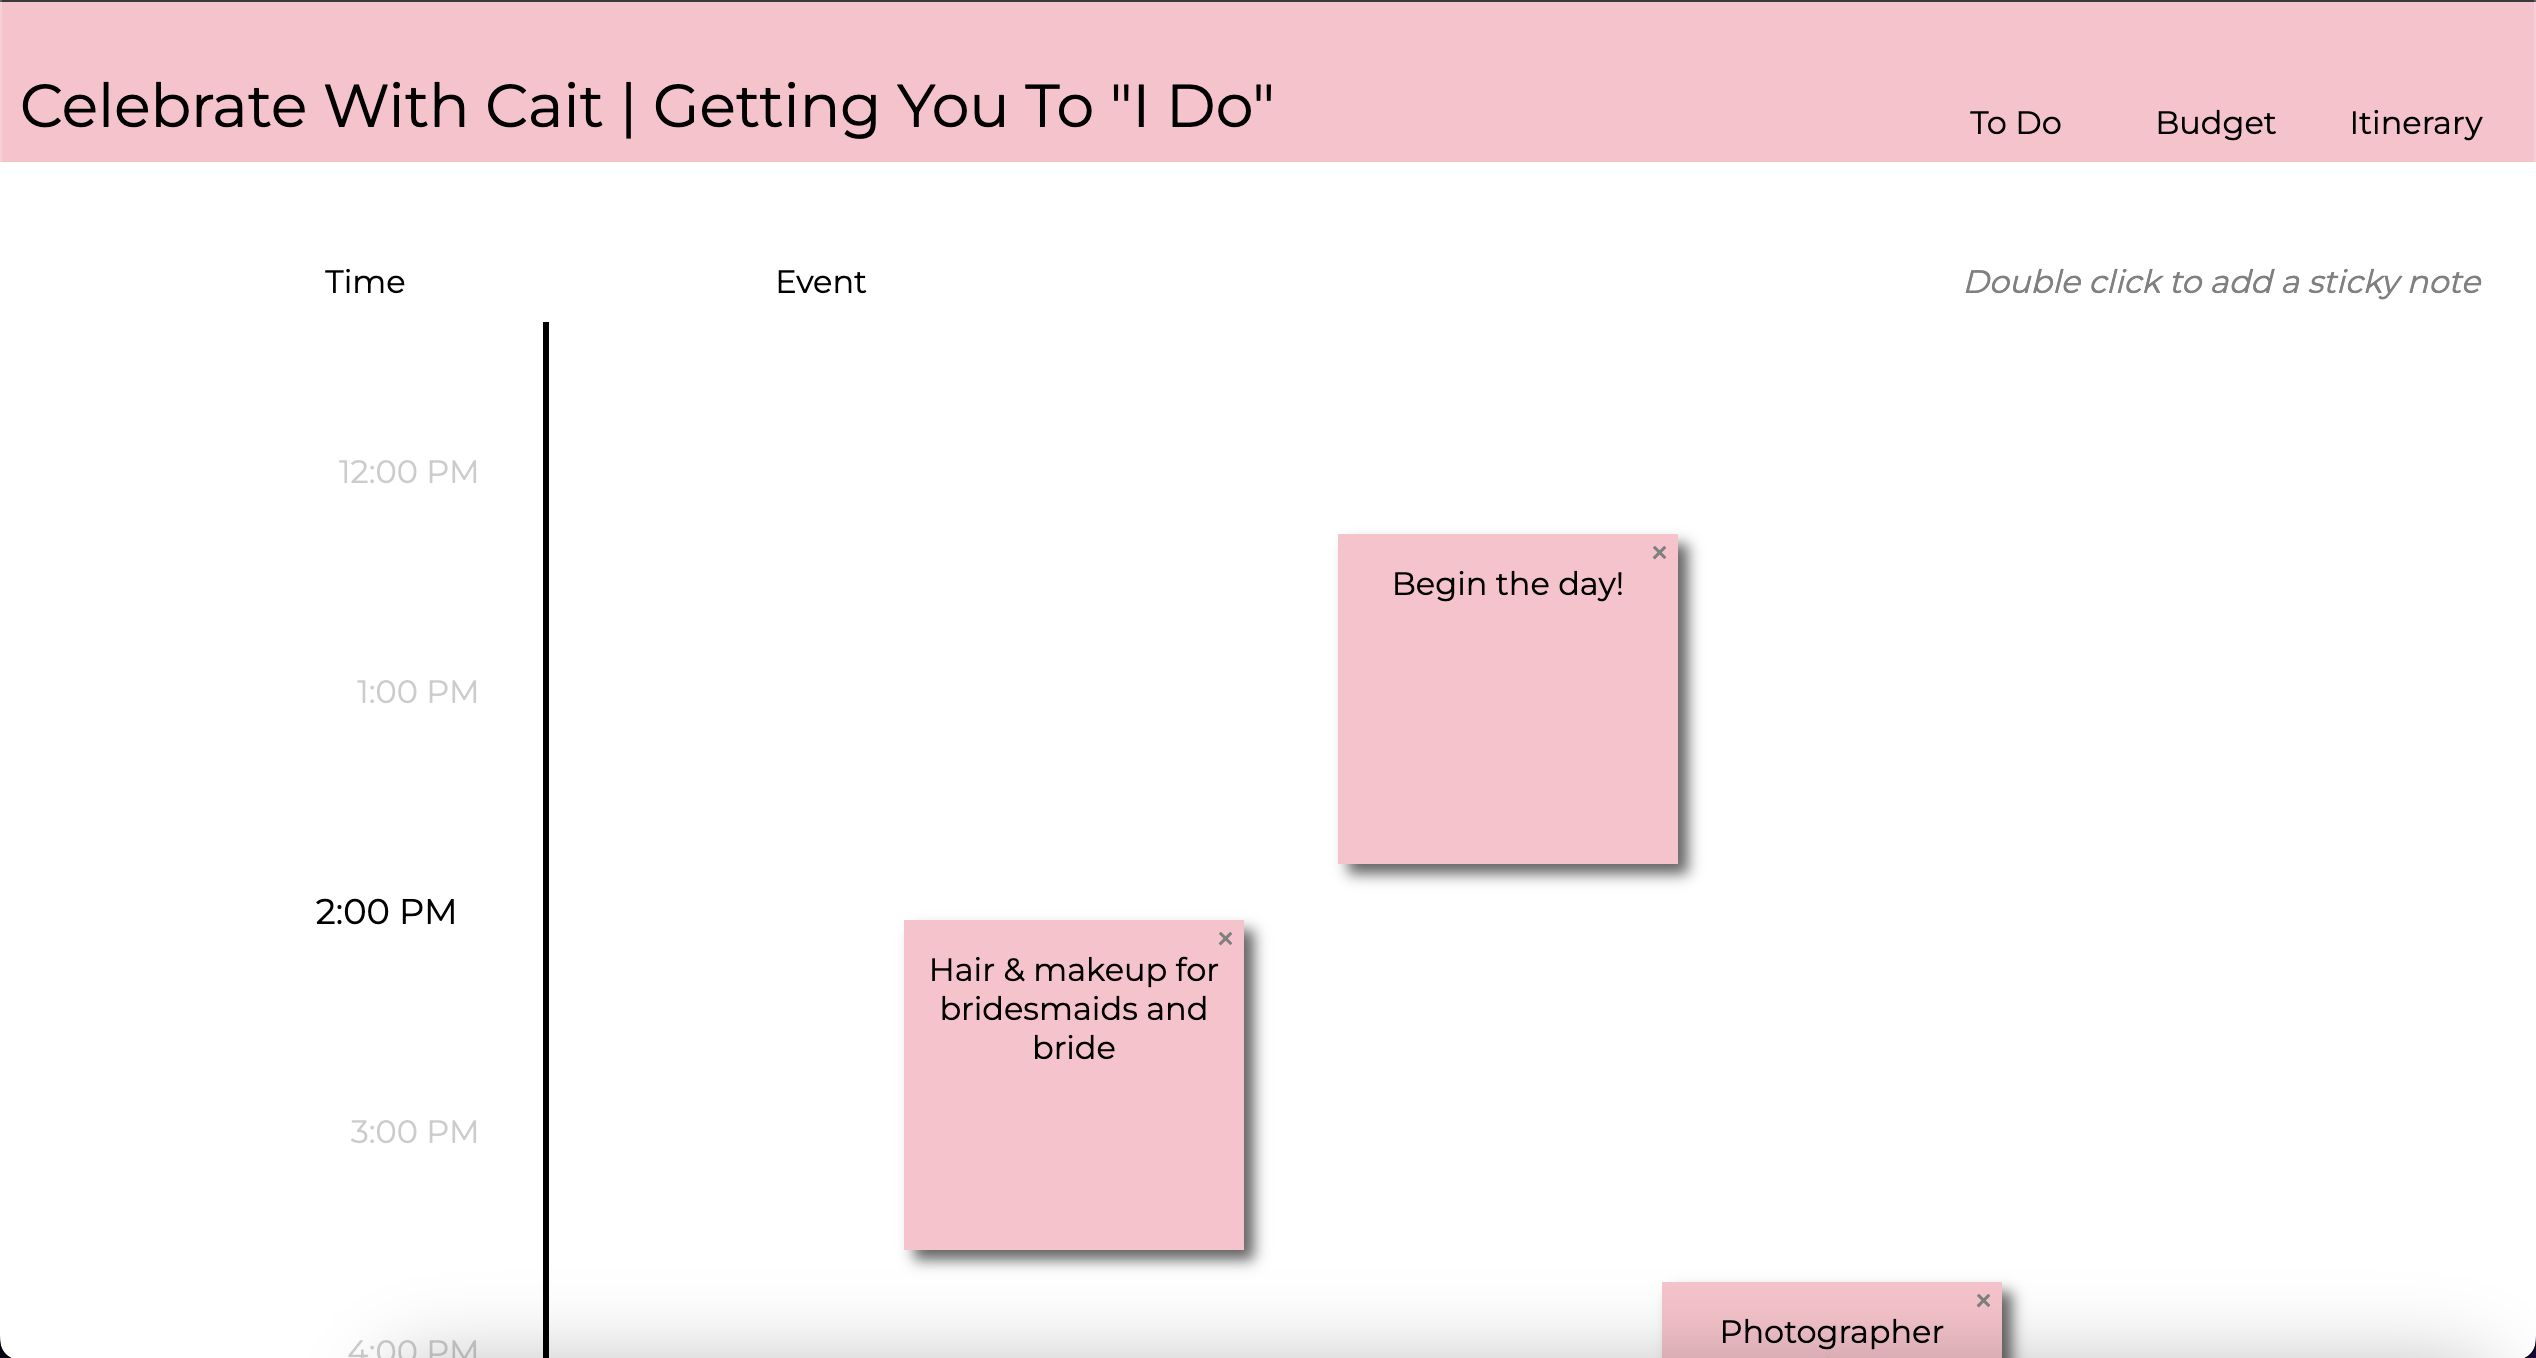 Celebrate With Cait | Getting You To "I Do"
To Do Budget Itinerary
Time Event Double click to add a sticky note
12:00 PM
×
Begin the day!
1:00 PM
2:00 PM
×
Hair & makeup for
bridesmaids and
bride
3:00 PM
×
Photographer
4:00 PM